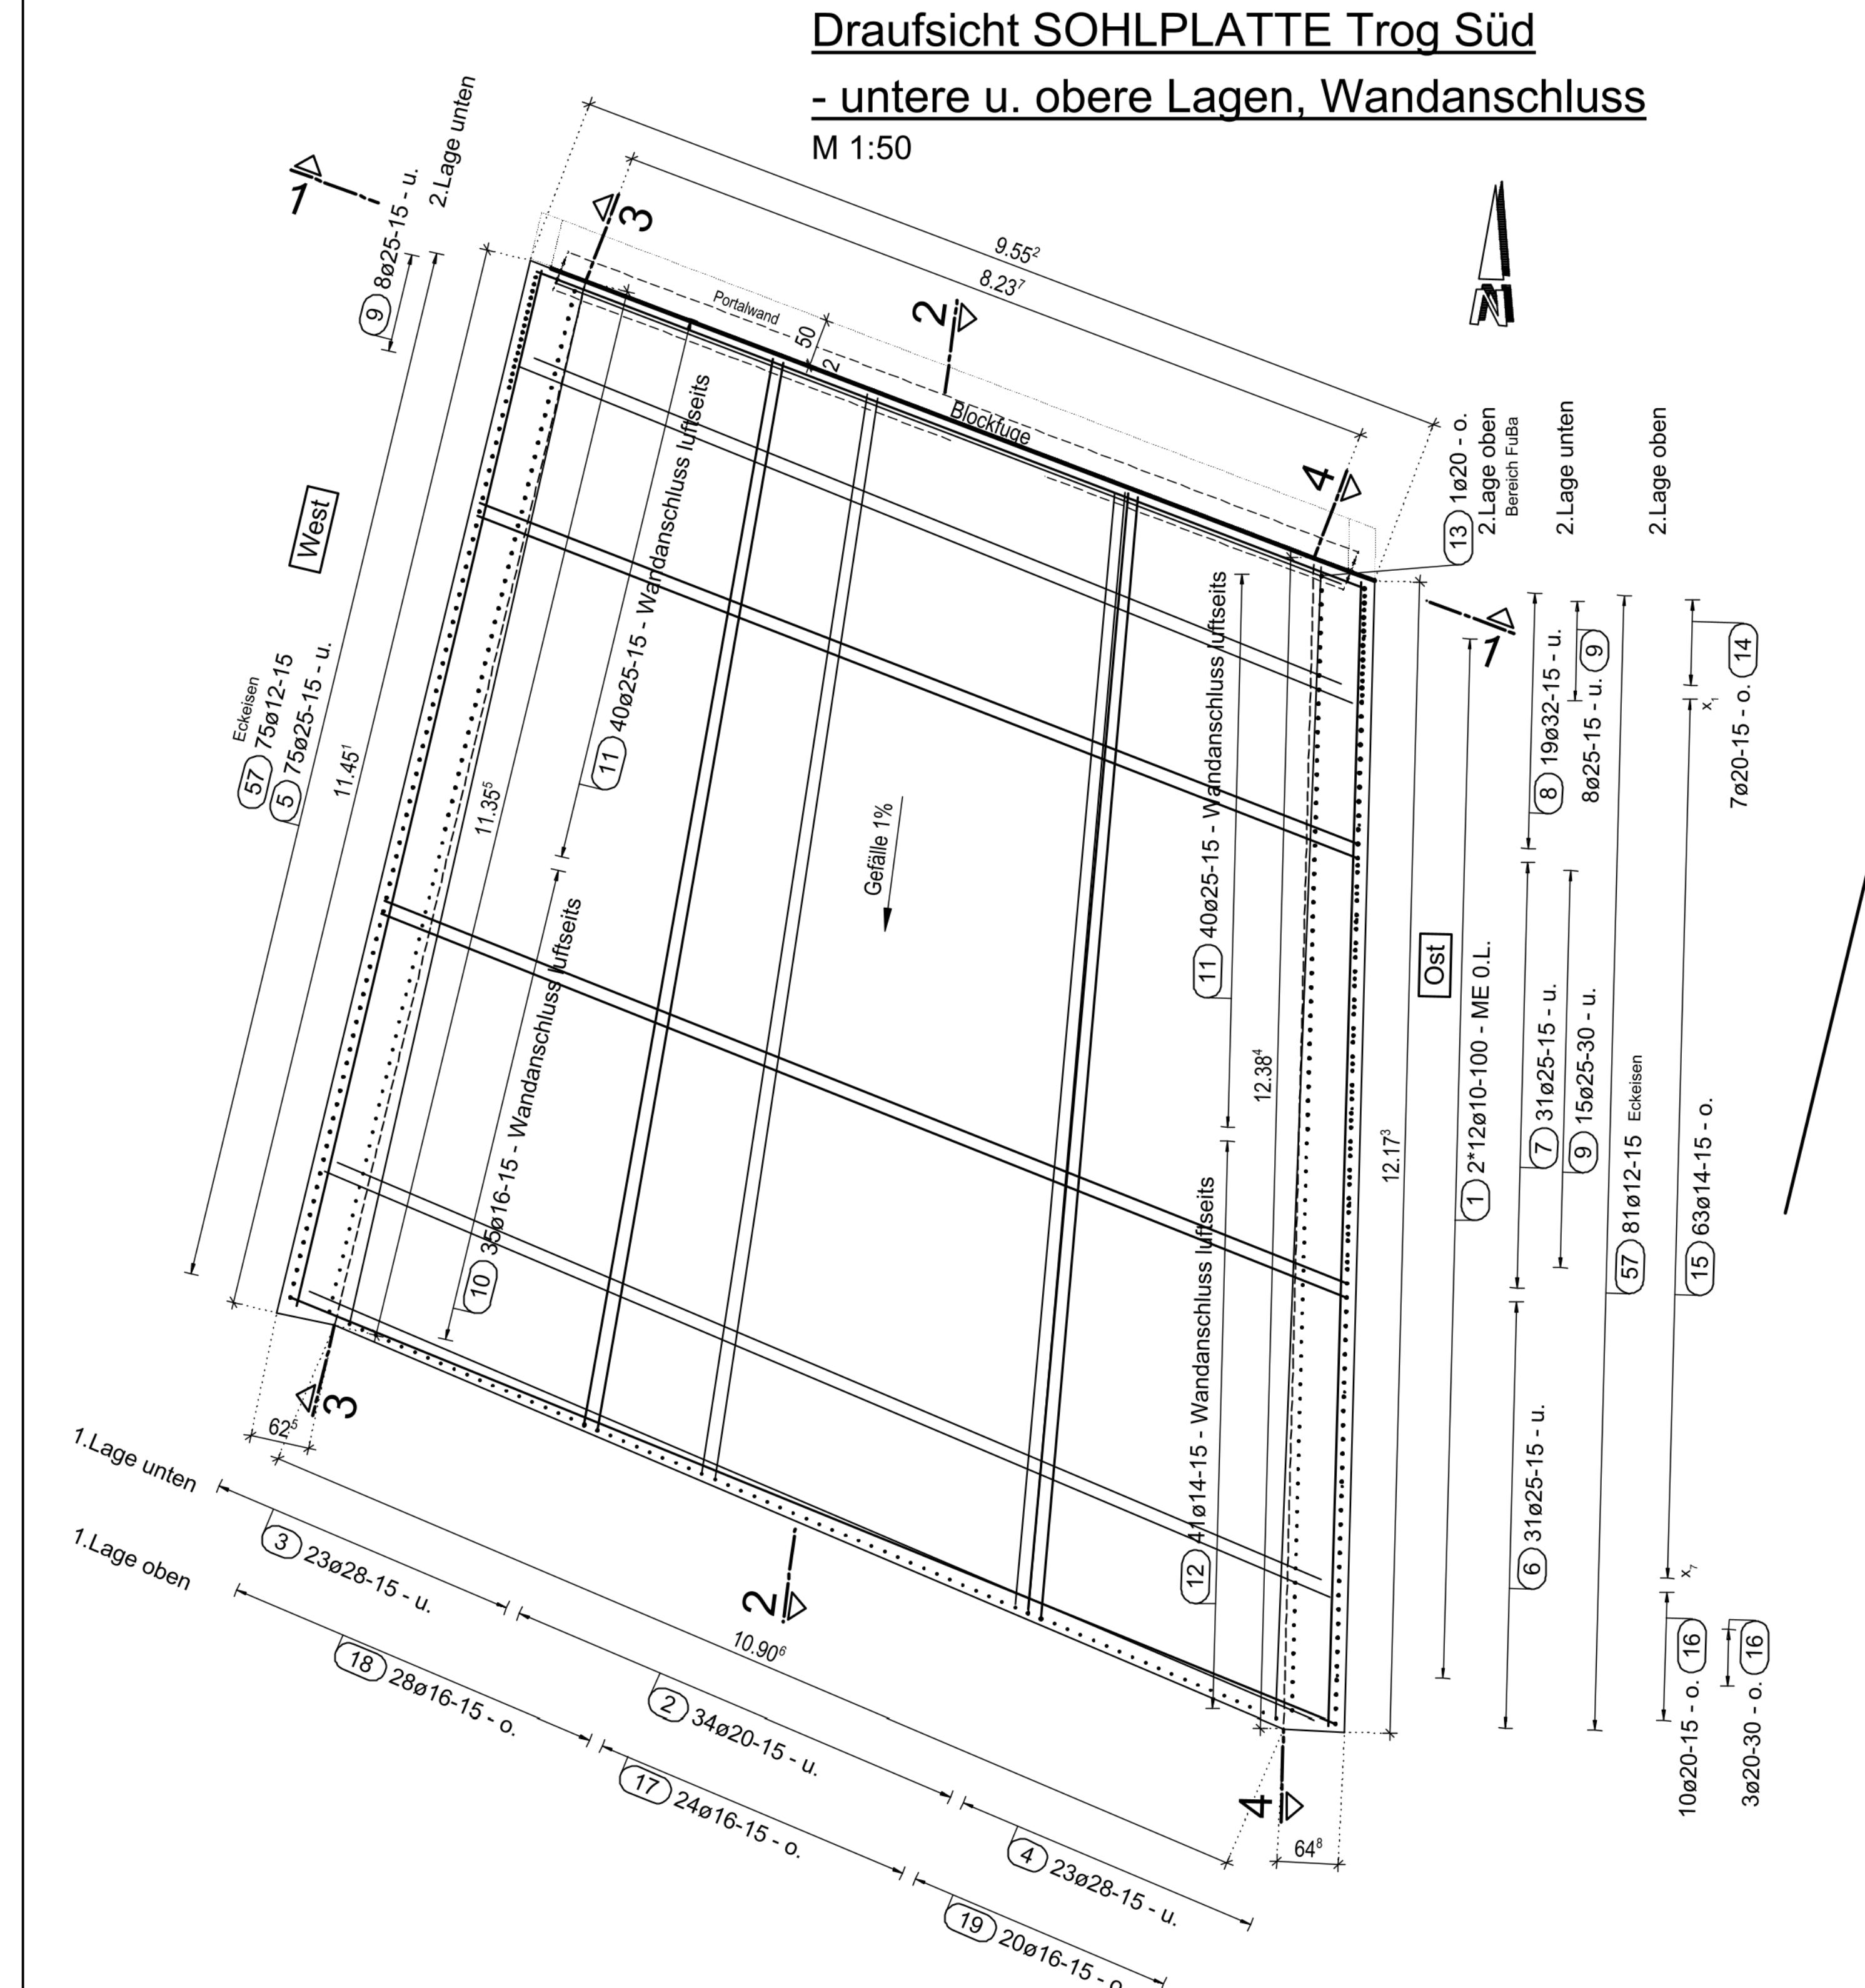 Draufsicht SOHLPLATTE Trog Süd
- untere u. obere Lagen, Wandanschluss
M 1:50
1
9 8ø25-15 - u.
2.Lage unten
3
9.55²
8.23⁷
2
Portalwand
50
2
Blockfuge
4
N
13 1ø20 - o.
2.Lage oben
Bereich FuBa
2.Lage unten
2.Lage oben
West
1
Eckeisen
57 75ø12-15
5 75ø25-15 - u.
11.45¹
11.35⁵
11 40ø25-15 - Wandanschluss luftseits
10 35ø16-15 - Wandanschluss luftseits
Gefälle 1%
11 40ø25-15 - Wandanschluss luftseits
12 41ø14-15 - Wandanschluss luftseits
12.38⁴
12.17³
Ost
1 2*12ø10-100 - ME 0.L.
8 19ø32-15 - u.
8ø25-15 - u. 9
7 31ø25-15 - u.
9 15ø25-30 - u.
6 31ø25-15 - u.
57 81ø12-15 Eckeisen
x₁
7ø20-15 - o. 14
15 63ø14-15 - o.
x₇
10ø20-15 - o. 16
3ø20-30 - o. 16
3
62⁵
1.Lage unten
3 23ø28-15 - u.
2 34ø20-15 - u.
4 23ø28-15 - u.
2
10.90⁶
4
64⁸
1.Lage oben
18 28ø16-15 - o.
17 24ø16-15 - o.
19 20ø16-15 - o